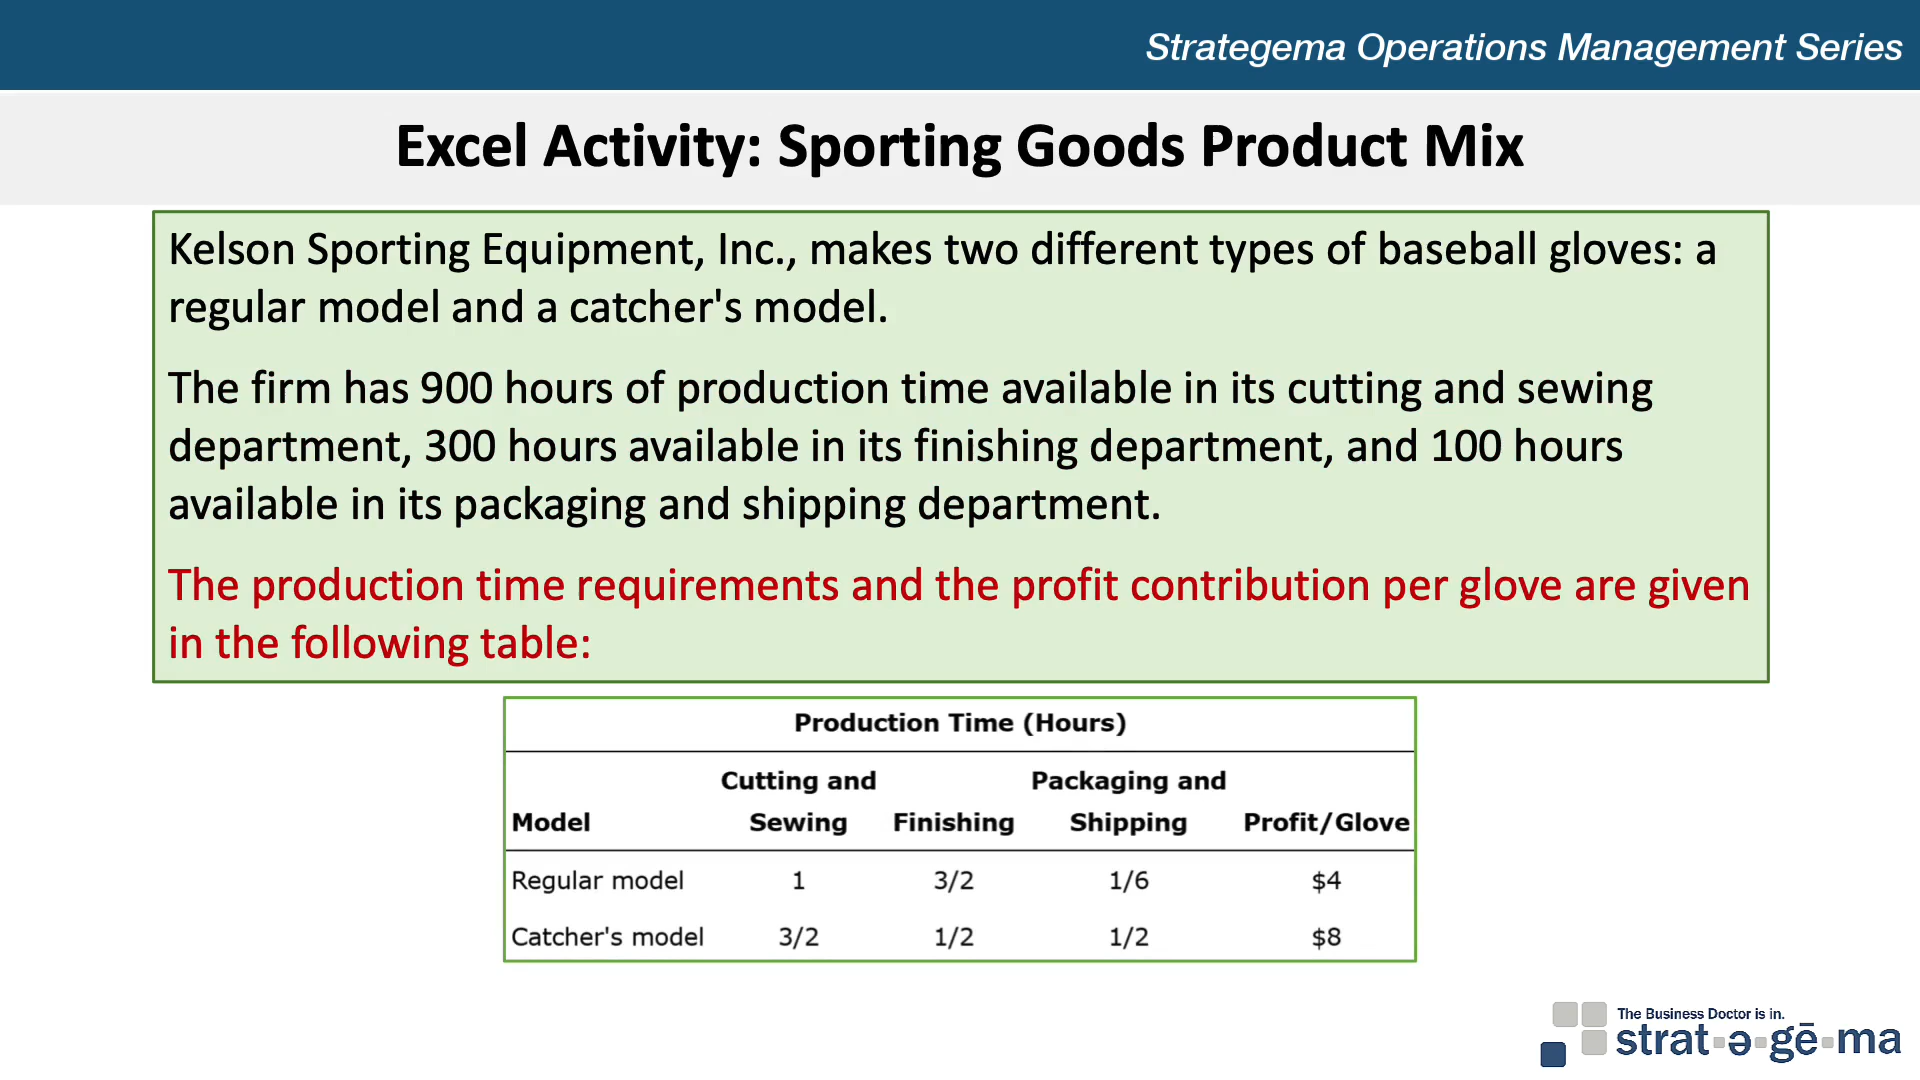 Strategema Operations Management Series
Excel Activity: Sporting Goods Product Mix
Kelson Sporting Equipment, Inc., makes two different types of baseball gloves: a
regular model and a catcher's model.
The firm has 900 hours of production time available in its cutting and sewing
department, 300 hours available in its finishing department, and 100 hours
available in its packaging and shipping department.
The production time requirements and the profit contribution per glove are given
in the following table:
Production Time (Hours)
Cutting and Packaging and
Model Sewing Finishing Shipping Profit/Glove
Regular model 1 3/2 1/6 $4
Catcher's model 3/2 1/2 1/2 $8
The Business Doctor is in.
strat-ə-gē-ma